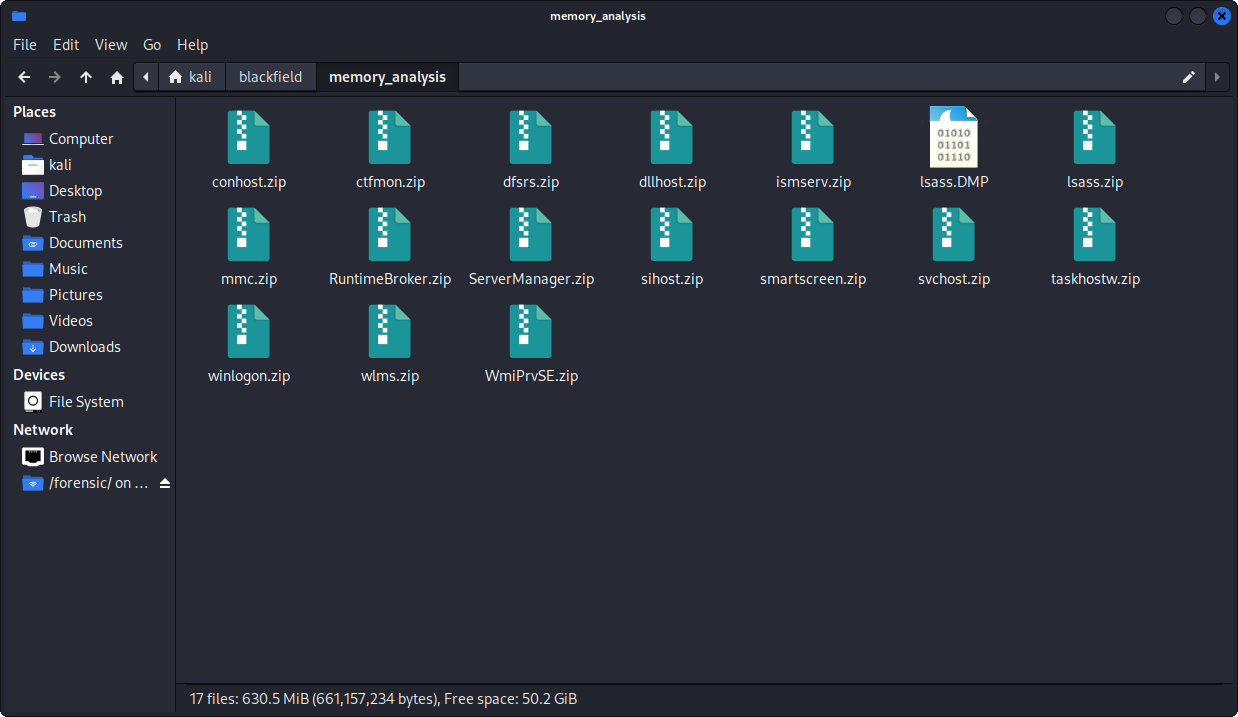 memory_analysis
File Edit View Go Help
kali blackfield memory_analysis
Places
Computer
kali
Desktop
Trash
Documents
Music
Pictures
Videos
Downloads
Devices
File System
Network
Browse Network
/forensic/ on ...
conhost.zip ctfmon.zip dfsrs.zip dllhost.zip ismserv.zip lsass.DMP lsass.zip
01010
01101
01110
mmc.zip RuntimeBroker.zip ServerManager.zip sihost.zip smartscreen.zip svchost.zip taskhostw.zip
winlogon.zip wlms.zip WmiPrvSE.zip
17 files: 630.5 MiB (661,157,234 bytes), Free space: 50.2 GiB